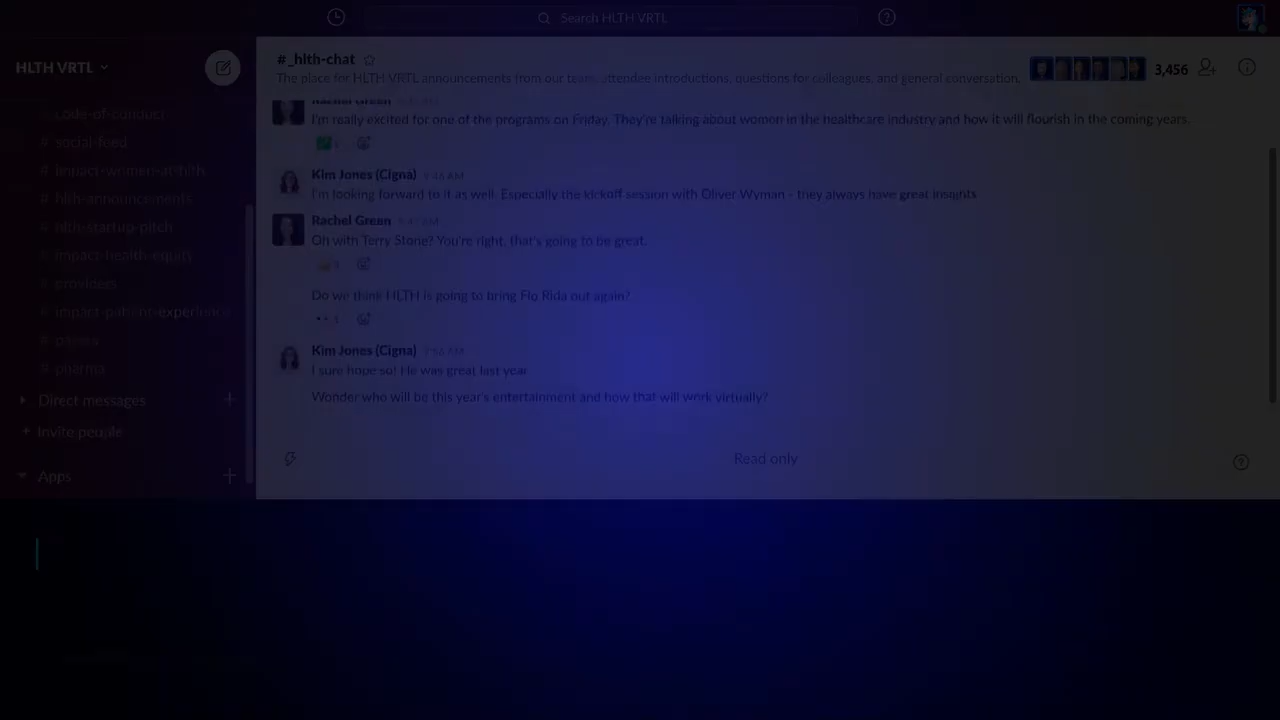 Search HLTH VRTL
HLTH VRTL
# _hlth-chat
The place for HLTH VRTL announcements from our team, attendee introductions, questions for colleagues, and general conversation.
3,456
code-of-conduct
# social-feed
# impact-women-at-hlth
# hlth-announcements
# hlth-startup-pitch
# impact-health-equity
# providers
# impact-patient-experience
#
# pharma
Direct messages +
+ Invite people
Apps +
Rachel Green
I'm really excited for one of the programs on Friday. They're talking about women in the healthcare industry and how it will flourish in the coming years.
Kim Jones (Cigna) 9:46 AM
I'm looking forward to it as well. Especially the kickoff session with Oliver Wyman - they always have great insights
Rachel Green 9:47 AM
Oh with Terry Stone? You're right, that's going to be great.
Do we think HLTH is going to bring Flo Rida out again?
Kim Jones (Cigna)
I sure hope so! He was great last year
Wonder who will be this year's entertainment and how that will work virtually?
Read only